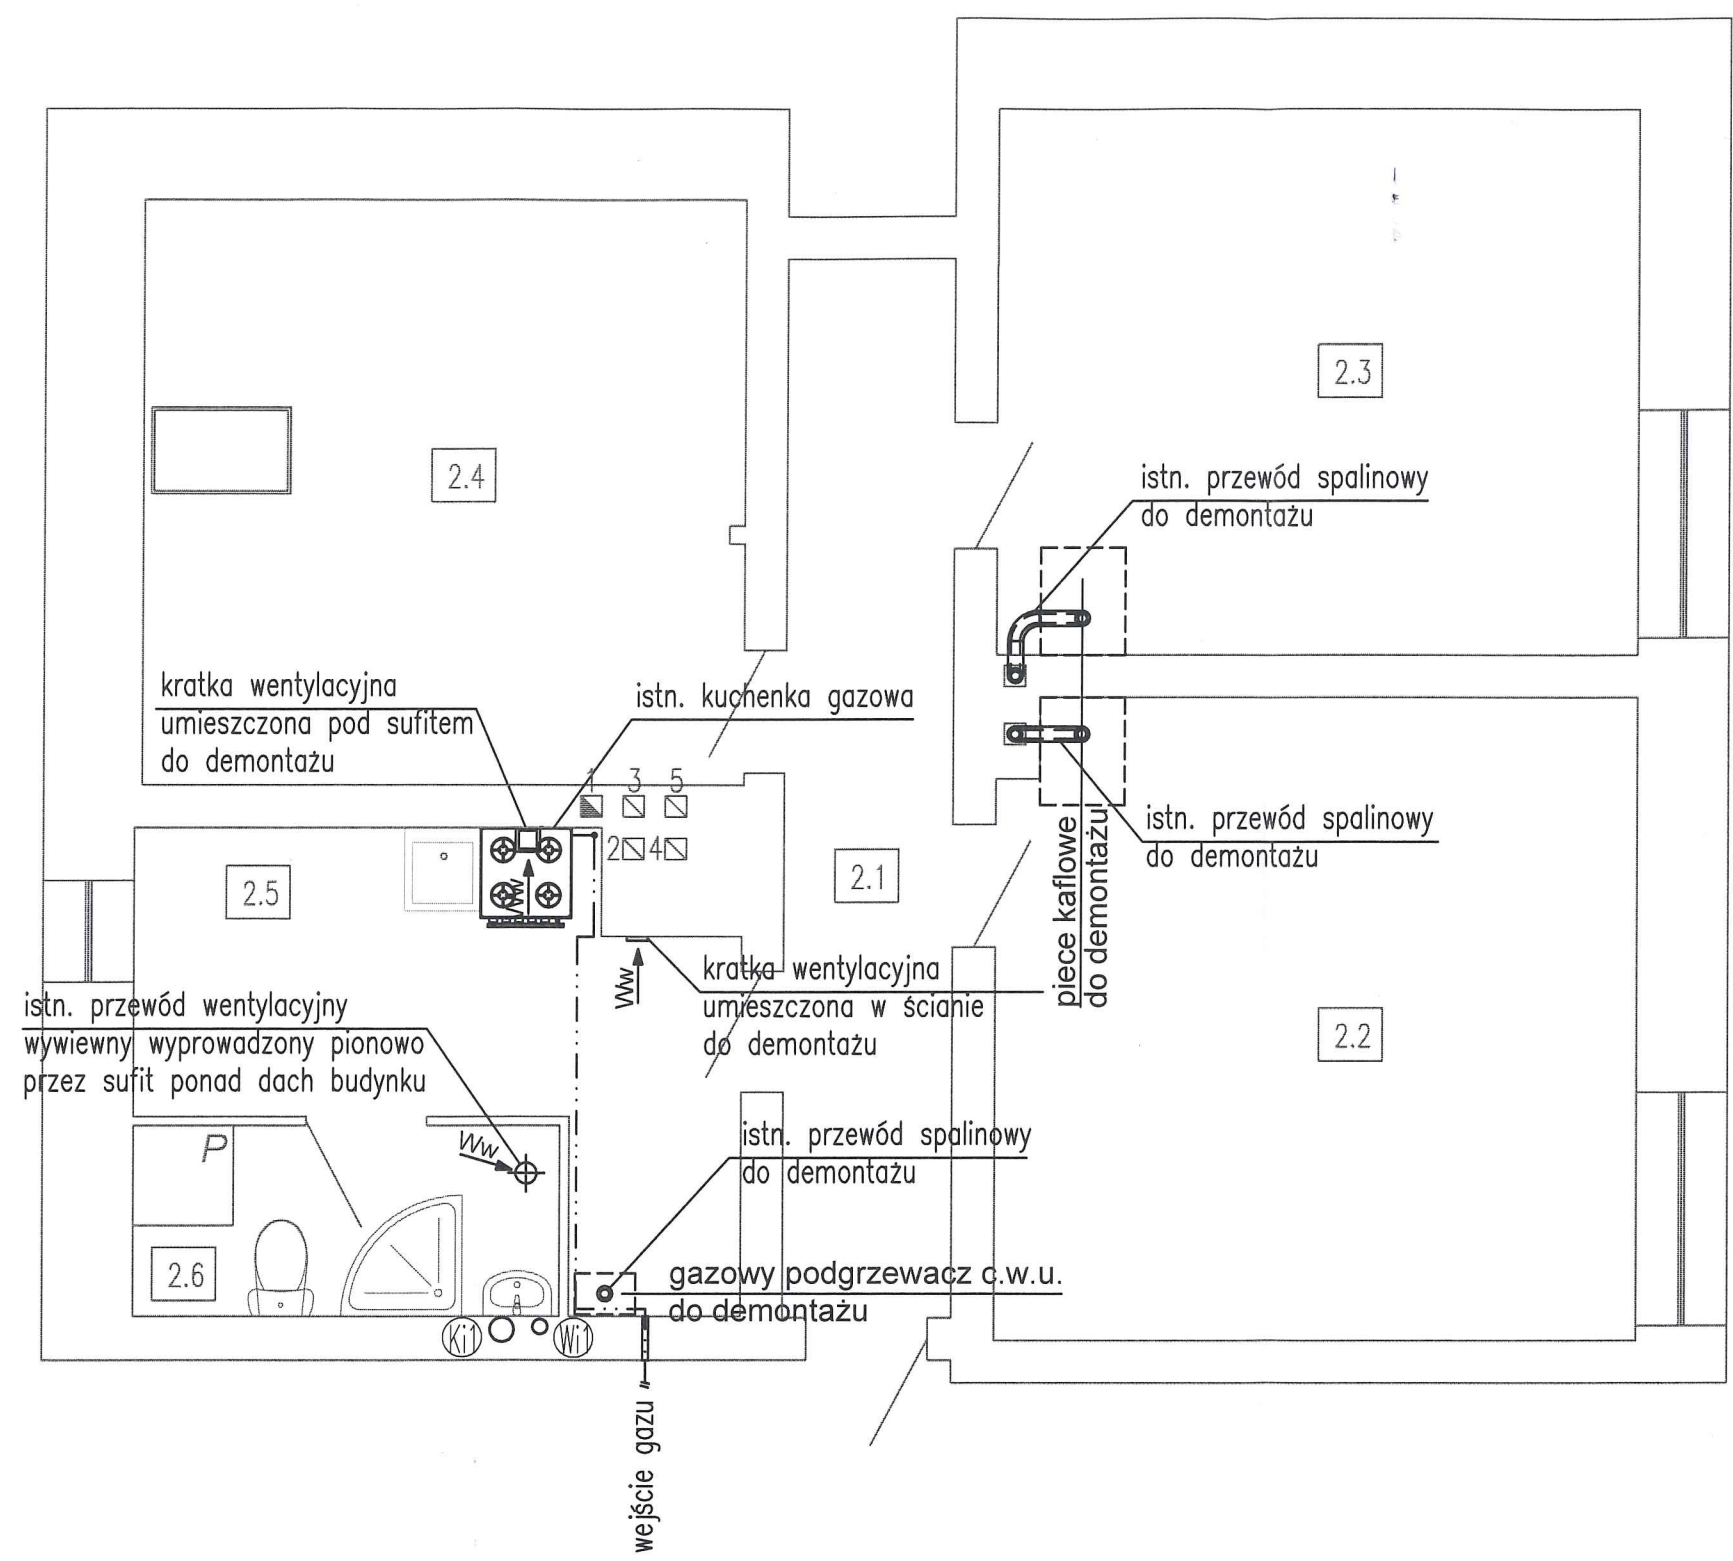 2.3
2.4
istn. przewód spalinowy
do demontażu
kratka wentylacyjna
umieszczona pod sufitem
do demontażu
istn. kuchenka gazowa
1 3 5
2 4
2.5
2.1
Ww
istn. przewód spalinowy
do demontażu
piece kaflowe
do demontażu
kratka wentylacyjna
umieszczona w ścianie
do demontażu
Ww
istn. przewód wentylacyjny
wywiewny wyprowadzony pionowo
przez sufit ponad dach budynku
2.2
P
Ww
istn. przewód spalinowy
do demontażu
2.6
gazowy podgrzewacz c.w.u.
do demontażu
Ki1
Wi1
wejście gazu